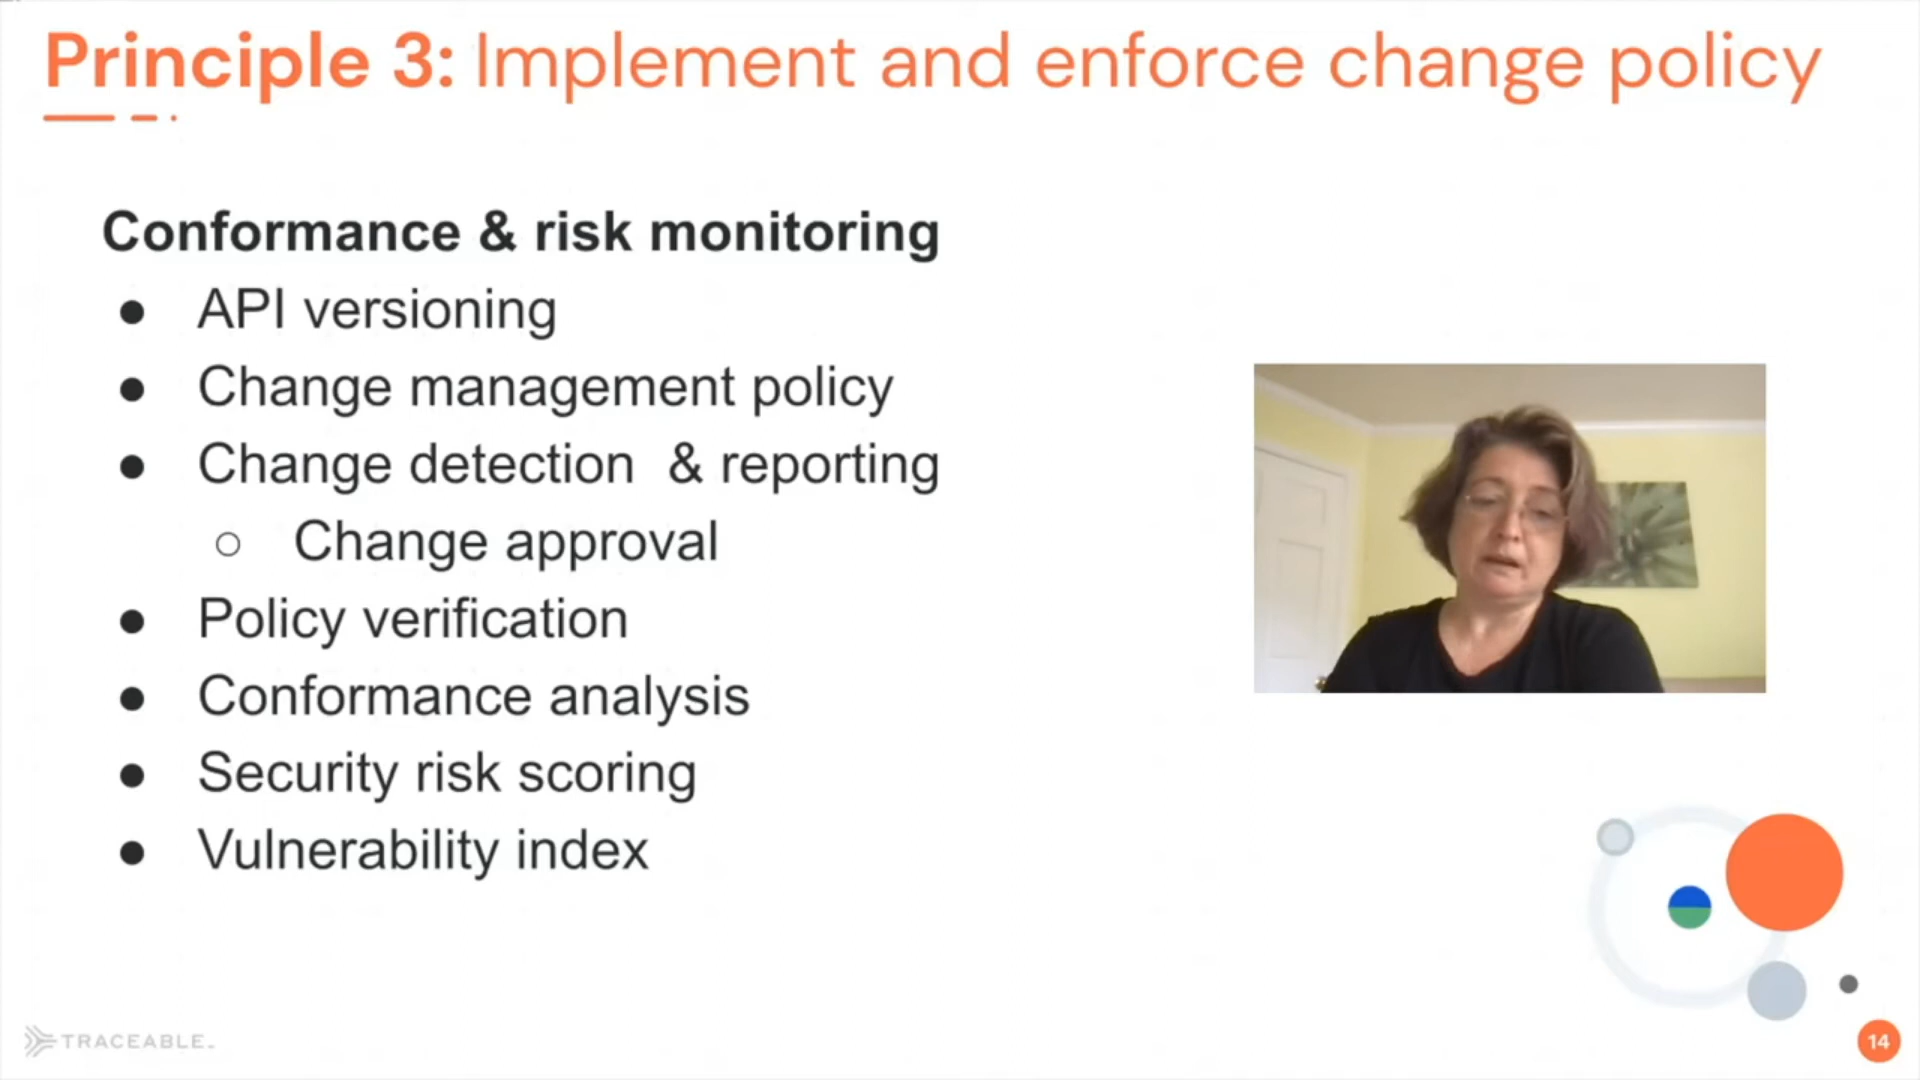 Principle 3: Implement and enforce change policy
Conformance & risk monitoring
● API versioning
● Change management policy
● Change detection & reporting
○ Change approval
● Policy verification
● Conformance analysis
● Security risk scoring
● Vulnerability index
TRACEABLE
14